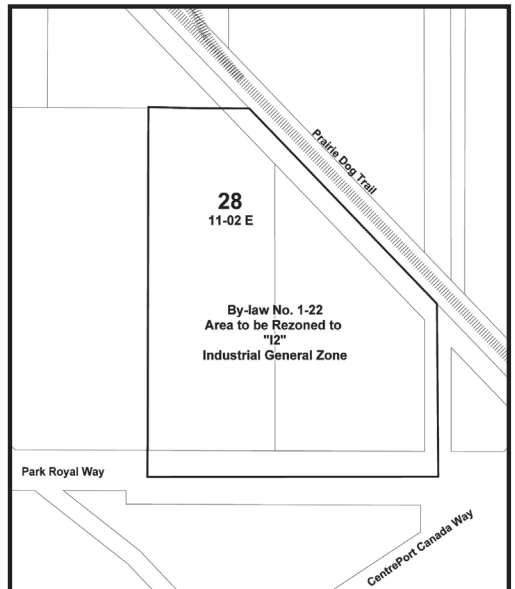 Prairie Dog Trail
28
11-02 E
By-law No. 1-22
Area to be Rezoned to
"I2"
Industrial General Zone
Park Royal Way
CentrePort Canada Way